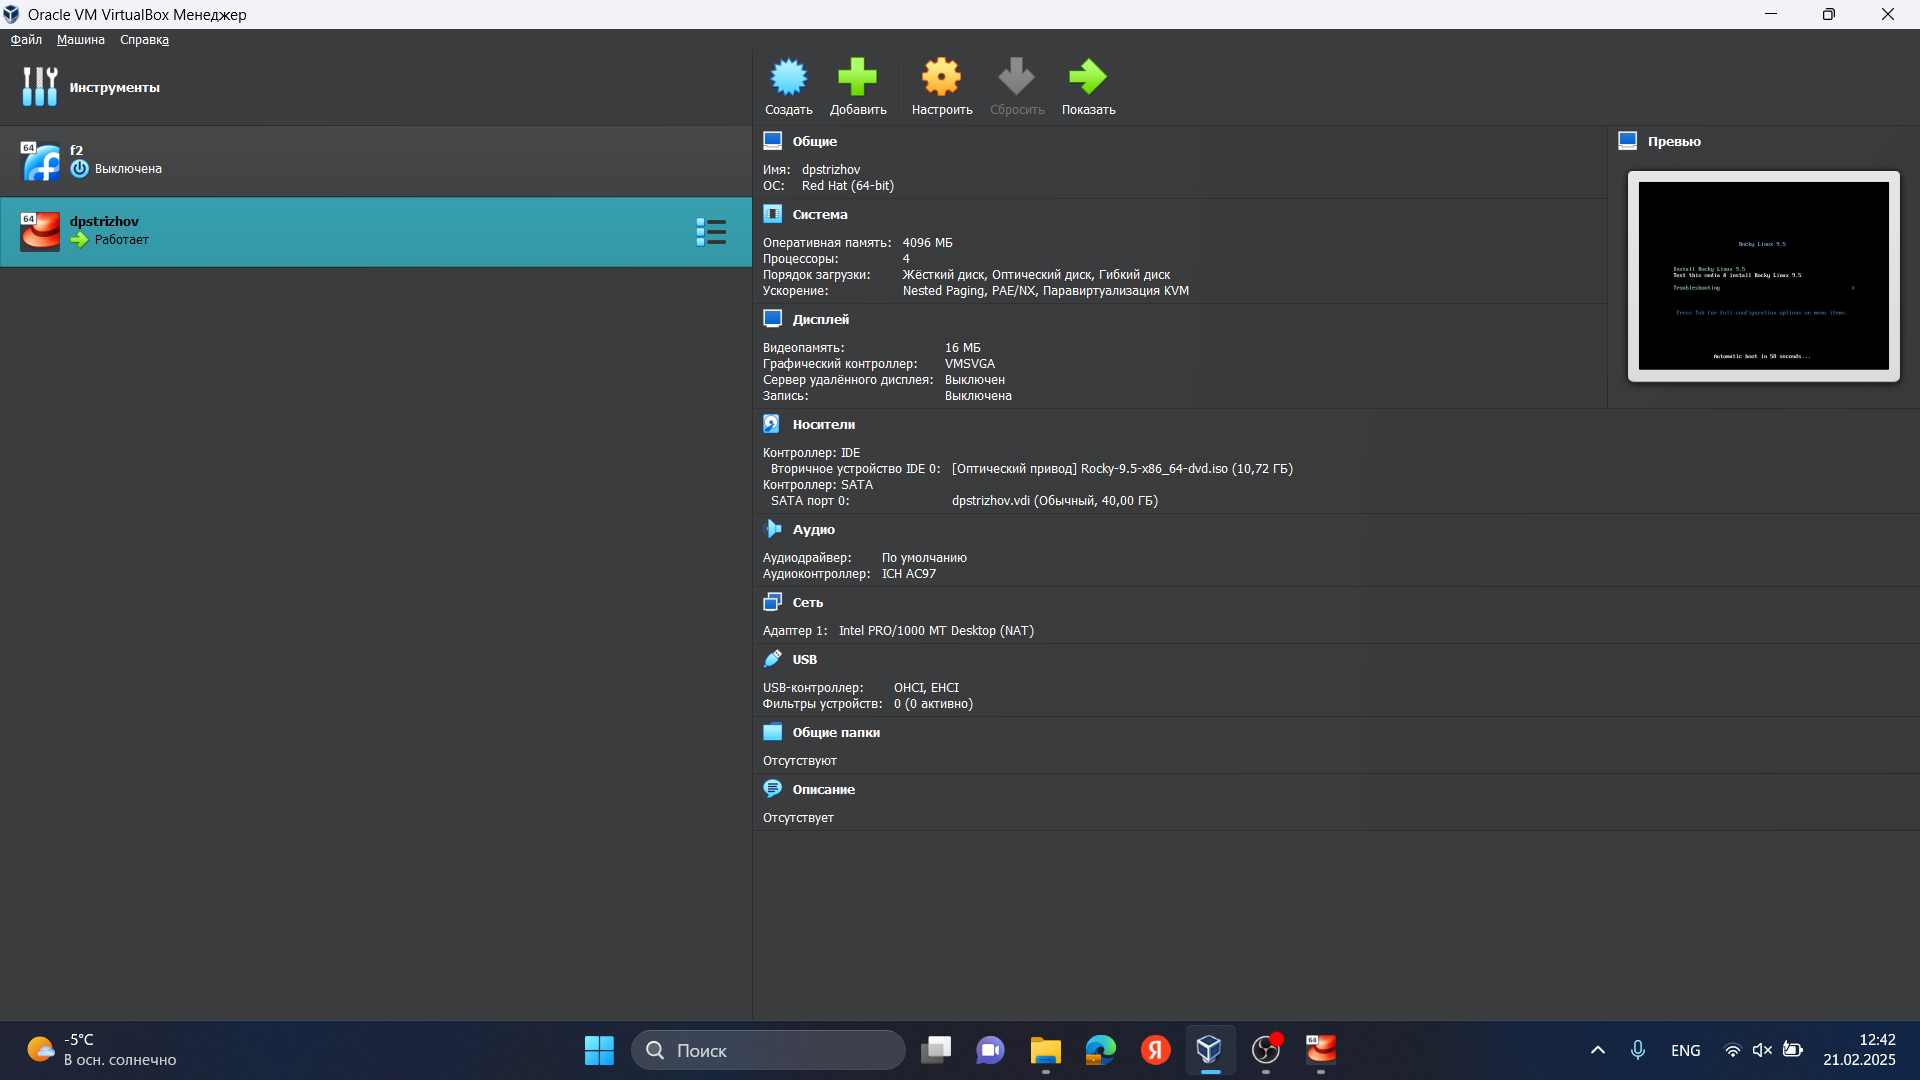 Oracle VM VirtualBox Менеджер
Файл Машина Справка
Инструменты
64
f2
Выключена
64
dpstrizhov
Работает
Создать Добавить Настроить Сбросить Показать
Общие
Имя: dpstrizhov
ОС: Red Hat (64-bit)
Система
Оперативная память: 4096 МБ
Процессоры: 4
Порядок загрузки: Жёсткий диск, Оптический диск, Гибкий диск
Ускорение: Nested Paging, PAE/NX, Паравиртуализация KVM
Дисплей
Видеопамять: 16 МБ
Графический контроллер: VMSVGA
Сервер удалённого дисплея: Выключен
Запись: Выключена
Носители
Контроллер: IDE
Вторичное устройство IDE 0: [Оптический привод] Rocky-9.5-x86_64-dvd.iso (10,72 ГБ)
Контроллер: SATA
SATA порт 0: dpstrizhov.vdi (Обычный, 40,00 ГБ)
Аудио
Аудиодрайвер: По умолчанию
Аудиоконтроллер: ICH AC97
Сеть
Адаптер 1: Intel PRO/1000 MT Desktop (NAT)
USB
USB-контроллер: OHCI, EHCI
Фильтры устройств: 0 (0 активно)
Общие папки
Отсутствуют
Описание
Отсутствует
Превью
Rocky Linux 9.5
Install Rocky Linux 9.5
Test this media & install Rocky Linux 9.5
Troubleshooting >
Press Tab for full configuration options on menu items.
Automatic boot in 58 seconds...
-5°C
В осн. солнечно
Поиск
Я
64
ENG
12:42
21.02.2025